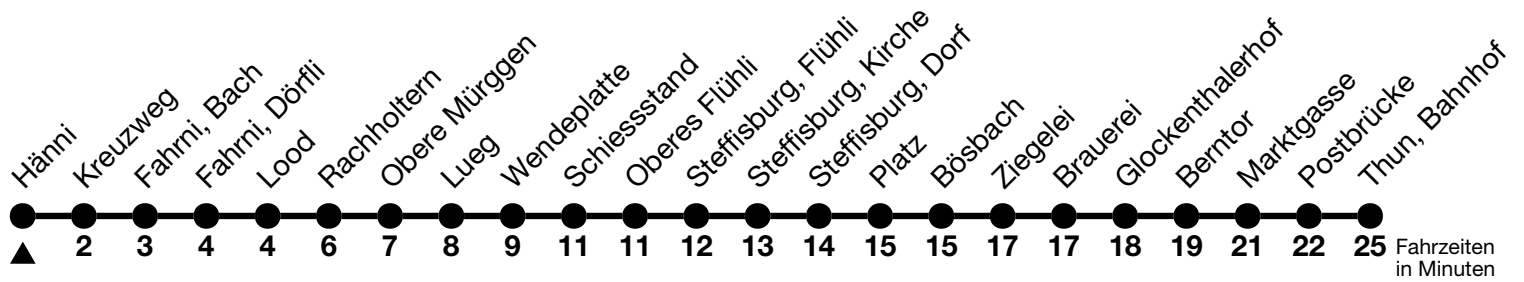 Hänni
Kreuzweg
Fahrni, Bach
Fahrni, Dörfli
Lood
Rachholtern
Obere Mürggen
Lueg
Wendeplatte
Schiessstand
Oberes Flühli
Steffisburg, Flühli
Steffisburg, Kirche
Steffisburg, Dorf
Platz
Bösbach
Ziegelei
Brauerei
Glockenthalerhof
Berntor
Marktgasse
Postbrücke
Thun, Bahnhof
2 3 4 4 6 7 8 9 11 11 12 13 14 15 15 17 17 18 19 21 22 25 Fahrzeiten
in Minuten